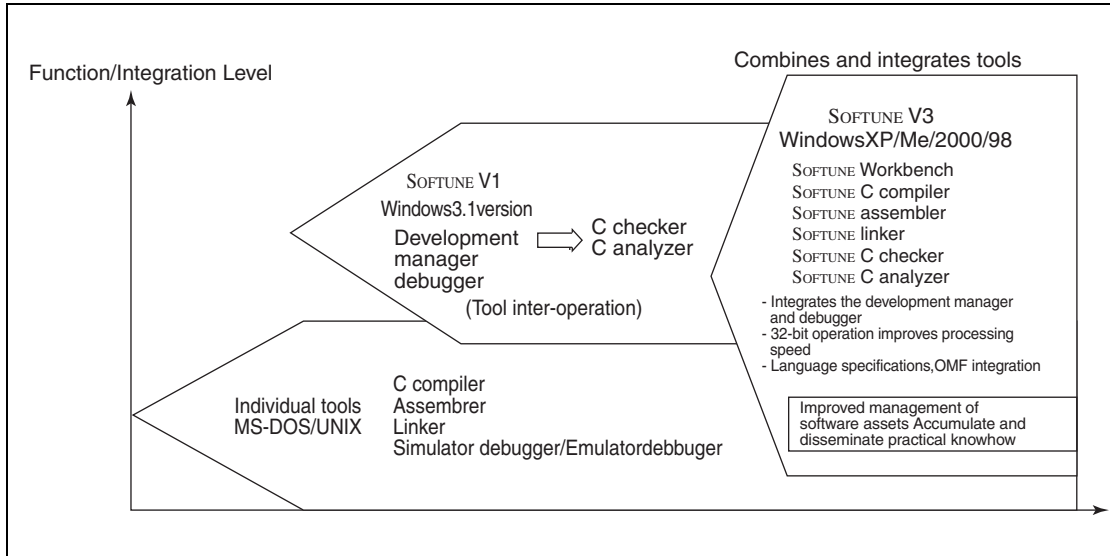 Function/Integration Level
Combines and integrates tools
SOFTUNE V3
WindowsXP/Me/2000/98
SOFTUNE Workbench
SOFTUNE C compiler
SOFTUNE assembler
SOFTUNE linker
SOFTUNE C checker
SOFTUNE C analyzer
- Integrates the development manager
and debugger
- 32-bit operation improves processing
speed
- Language specifications,OMF integration
Improved management of
software assets Accumulate and
disseminate practical knowhow
SOFTUNE V1
Windows3.1version
Development
manager
debugger
C checker
C analyzer
(Tool inter-operation)
Individual tools
MS-DOS/UNIX
C compiler
Assembrer
Linker
Simulator debugger/Emulatordebbuger